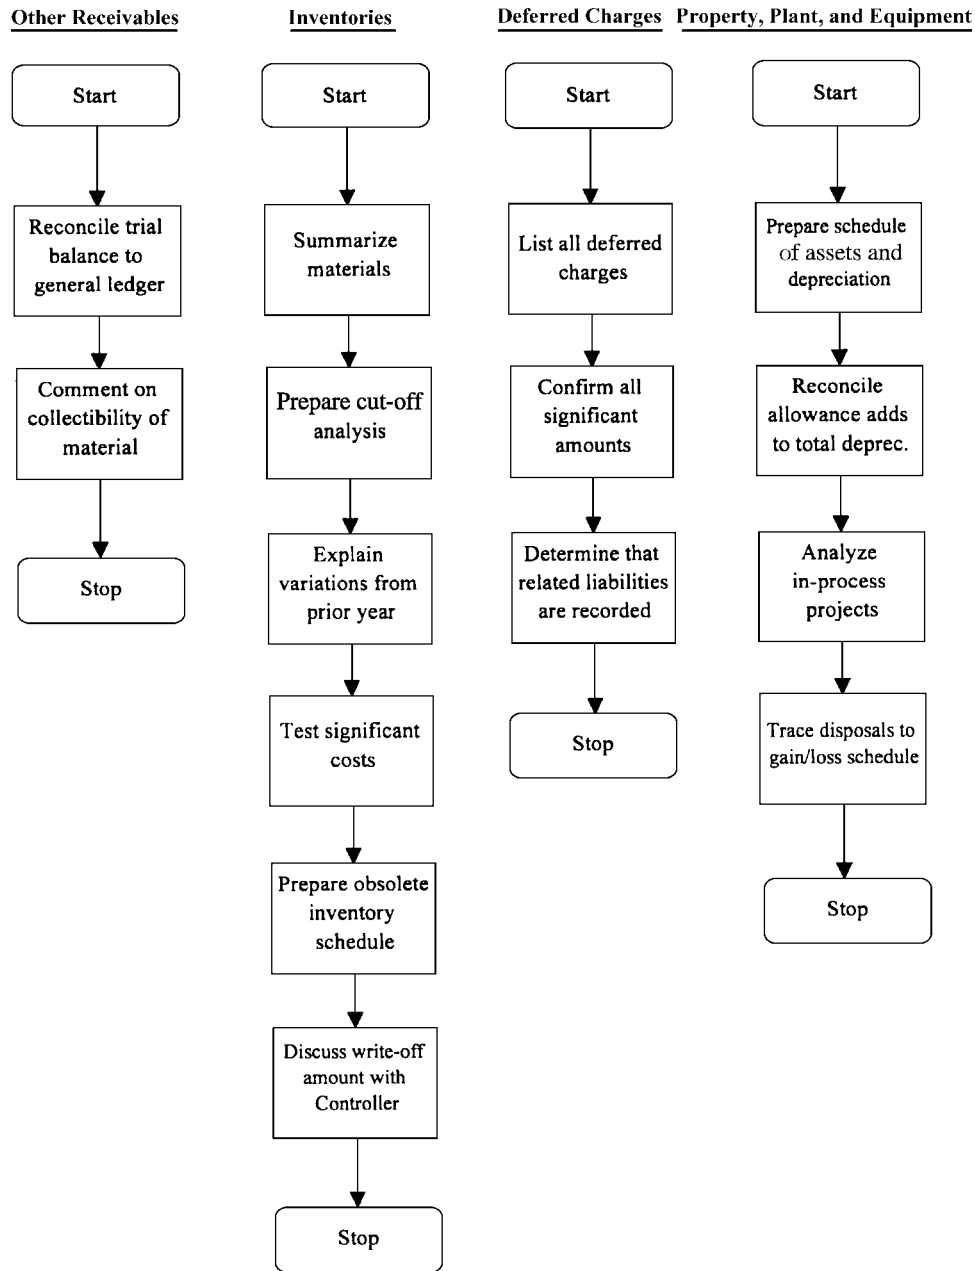 Other Receivables
Start
Reconcile trial
balance to
general ledger
Comment on
collectibility of
material
Stop
Inventories
Start
Summarize
materials
Prepare cut-off
analysis
Explain
variations from
prior year
Test significant
costs
Prepare obsolete
inventory
schedule
Discuss write-off
amount with
Controller
Stop
Deferred Charges
Start
List all deferred
charges
Confirm all
significant
amounts
Determine that
related liabilities
are recorded
Stop
Property, Plant, and Equipment
Start
Prepare schedule
of assets and
depreciation
Reconcile
allowance adds
to total deprec.
Analyze
in-process
projects
Trace disposals to
gain/loss schedule
Stop